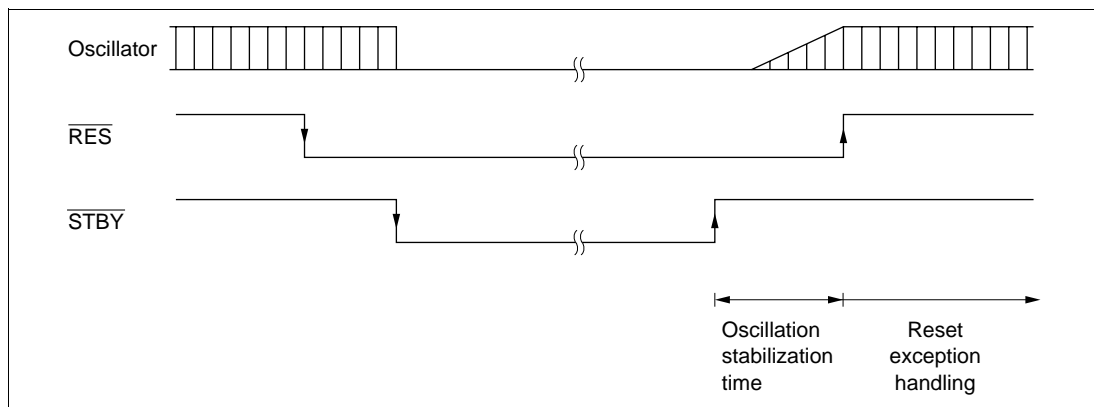 Oscillator
RES
STBY
Oscillation
stabilization
time
Reset
exception
handling